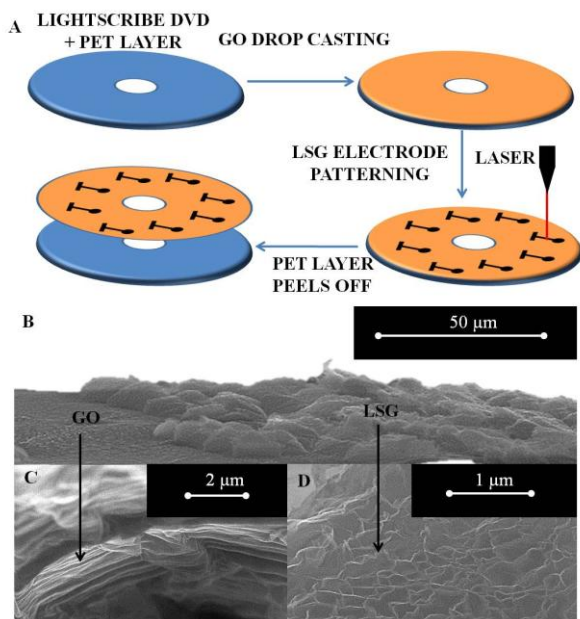 A
LIGHTSCRIBE DVD
+ PET LAYER
GO DROP CASTING
LSG ELECTRODE
PATTERNING
LASER
PET LAYER
PEELS OFF
B
50 μm
GO
LSG
C
2 μm
D
1 μm